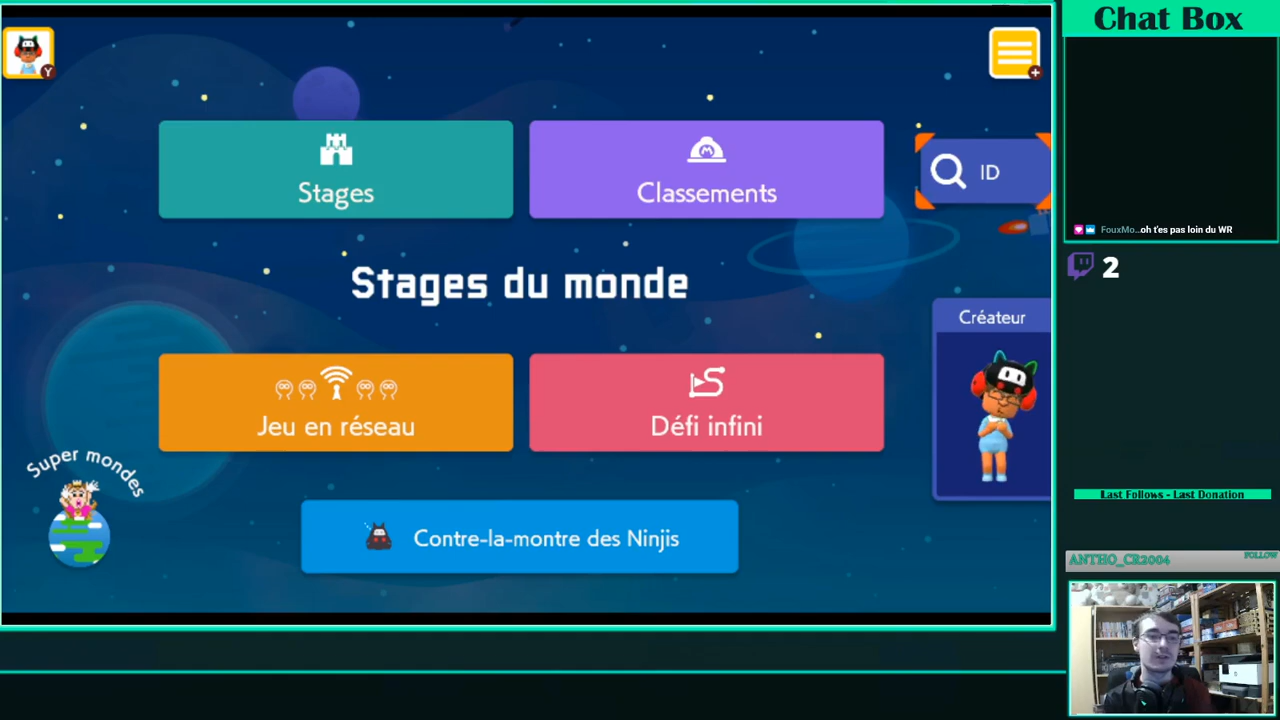 Chat Box
Y
+
Stages
Classements
ID
FouxMo...oh t'es pas loin du WR
2
Stages du monde
Créateur
Jeu en réseau
Défi infini
Super mondes
Contre-la-montre des Ninjis
Last Follows - Last Donation
ANTHO_CR2004
FOLLOW